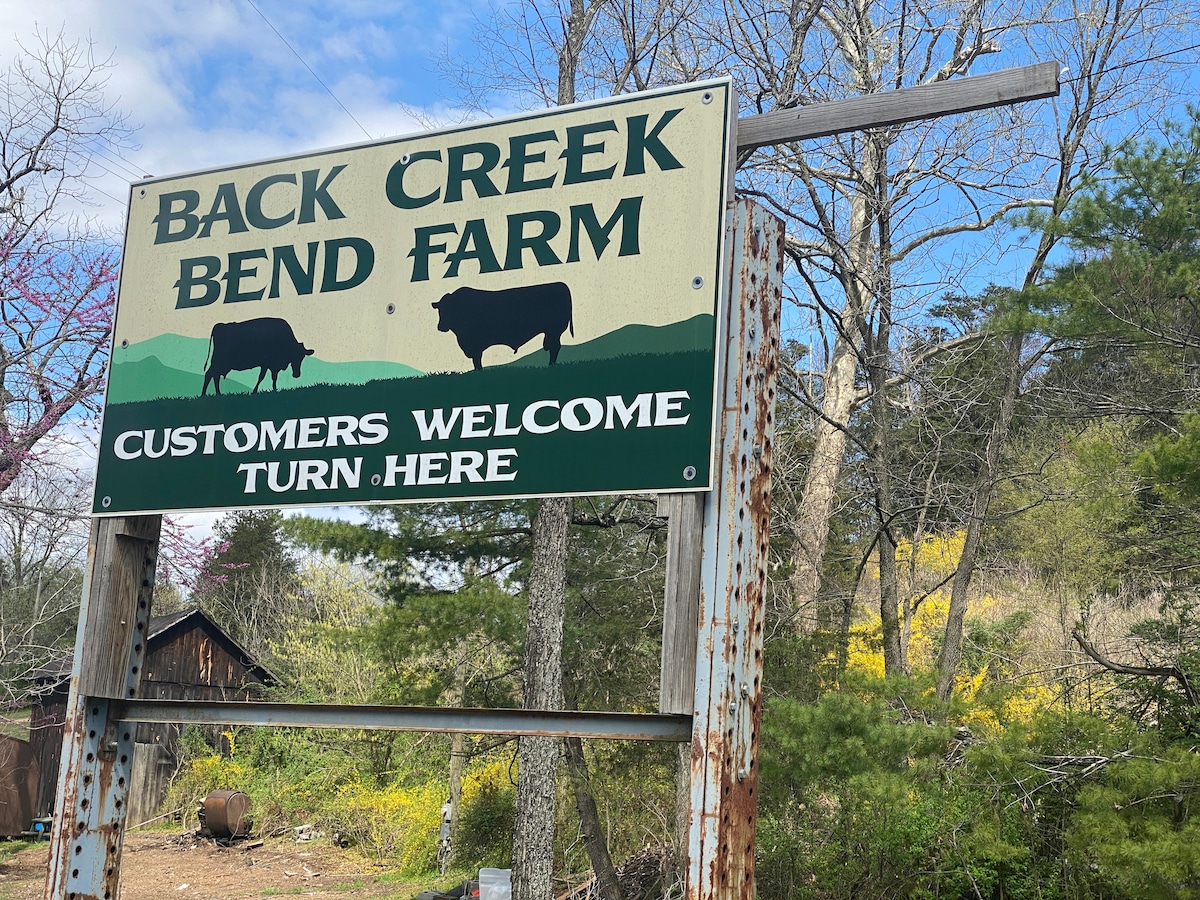 BACK CREEK
BEND FARM
CUSTOMERS WELCOME
TURN HERE